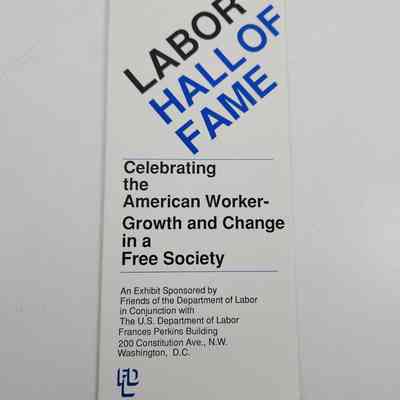 LABOR
HALL OF
FAME
Celebrating
the
American Worker-
Growth and Change
in a
Free Society
An Exhibit Sponsored by
Friends of the Department of Labor
in Conjunction with
The U.S. Department of Labor
Frances Perkins Building
200 Constitution Ave., N.W.
Washington, D.C.
FDL